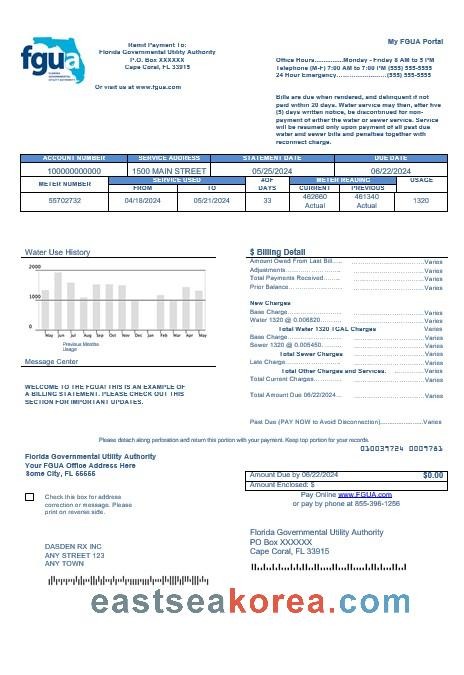 fgua
FLORIDA
GOVERNMENTAL
UTILITY AUTHORITY
Remit Payment To:
Florida Governmental Utility Authority
P.O. Box XXXXXX
Cape Coral, FL 33915
Or visit us at www.fgua.com
My FGUA Portal
Office Hours..............Monday - Friday 8 AM to 5 PM
Telephone (M-F) 7:00 AM to 7:00 PM (555) 555-5555
24 Hour Emergency........................(555) 555-5555
Bills are due when rendered, and delinquent if not
paid within 20 days. Water service may then, after five
(5) days written notice, be discontinued for non-
payment of either the water or sewer service. Service
will be resumed only upon payment of all past due
water and sewer bills and penalties together with
reconnect charge.
ACCOUNT NUMBER SERVICE ADDRESS STATEMENT DATE DUE DATE
100000000000 1500 MAIN STREET 05/25/2024 06/22/2024
METER NUMBER SERVICE USED #OF DAYS METER READING USAGE
FROM TO CURRENT PREVIOUS
55702732 04/18/2024 05/21/2024 33 462660 Actual 461340 Actual 1320
Water Use History
2000
1000
0
May Jun Jul Aug Sep Oct Nov Dec Jan Feb Mar Apr May
Previous Months
Usage
Message Center
WELCOME TO THE FGUA! THIS IS AN EXAMPLE OF
A BILLING STATEMENT. PLEASE CHECK OUT THIS
SECTION FOR IMPORTANT UPDATES.
$ Billing Detail
Amount Owed From Last Bill..... Varies
Adjustments..... Varies
Total Payments Received..... Varies
Prior Balance..... Varies
New Charges
Base Charge..... Varies
Water 1320 @ 0.006820..... Varies
Total Water 1320 TGAL Charges Varies
Base Charge..... Varies
Sewer 1320 @ 0.005450..... Varies
Total Sewer Charges Varies
Late Charge..... Varies
Total Other Charges and Services: Varies
Total Current Charges..... Varies
Total Amount Due 06/22/2024... Varies
Past Due (PAY NOW to Avoid Disconnection)..... Varies
Please detach along perforation and return this portion with your payment. Keep top portion for your records.
010039724 0009781
Florida Governmental Utility Authority
Your FGUA Office Address Here
Some City, FL 55555
Check this box for address
correction or message. Please
print on reverse side.
Amount Due by 06/22/2024 $0.00
Amount Enclosed: $
Pay Online www.FGUA.com
or pay by phone at 855-396-1256
DASDEN RX INC
ANY STREET 123
ANY TOWN
Florida Governmental Utility Authority
PO Box XXXXXX
Cape Coral, FL 33915
eastseakorea.com